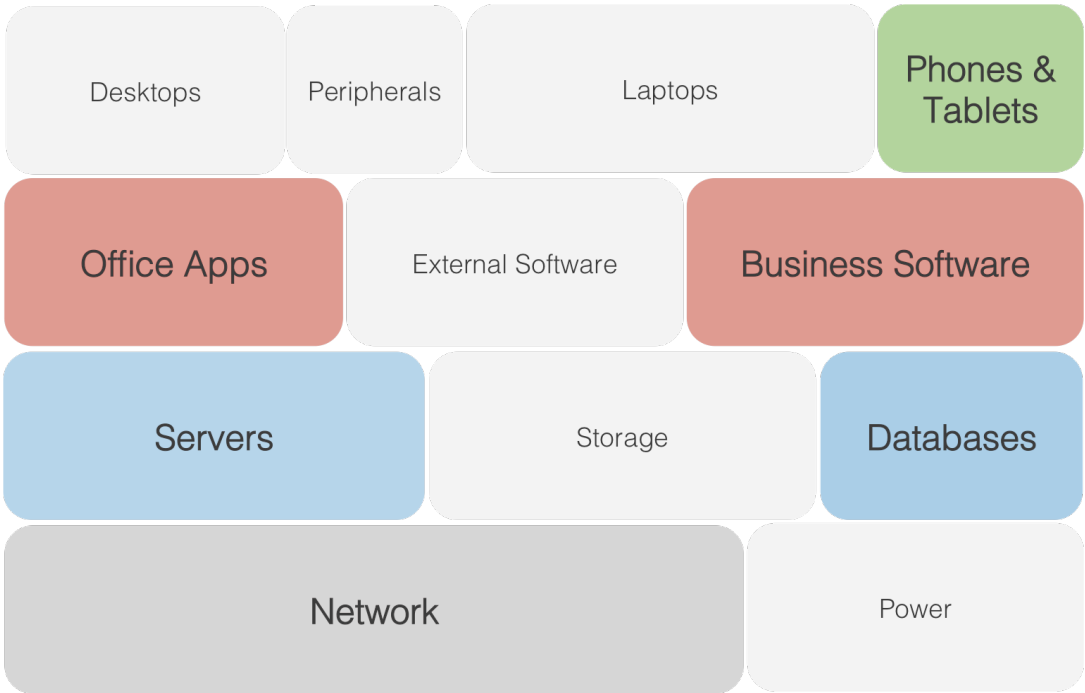 Desktops
Peripherals
Laptops
Phones &
Tablets
Office Apps
External Software
Business Software
Servers
Storage
Databases
Network
Power